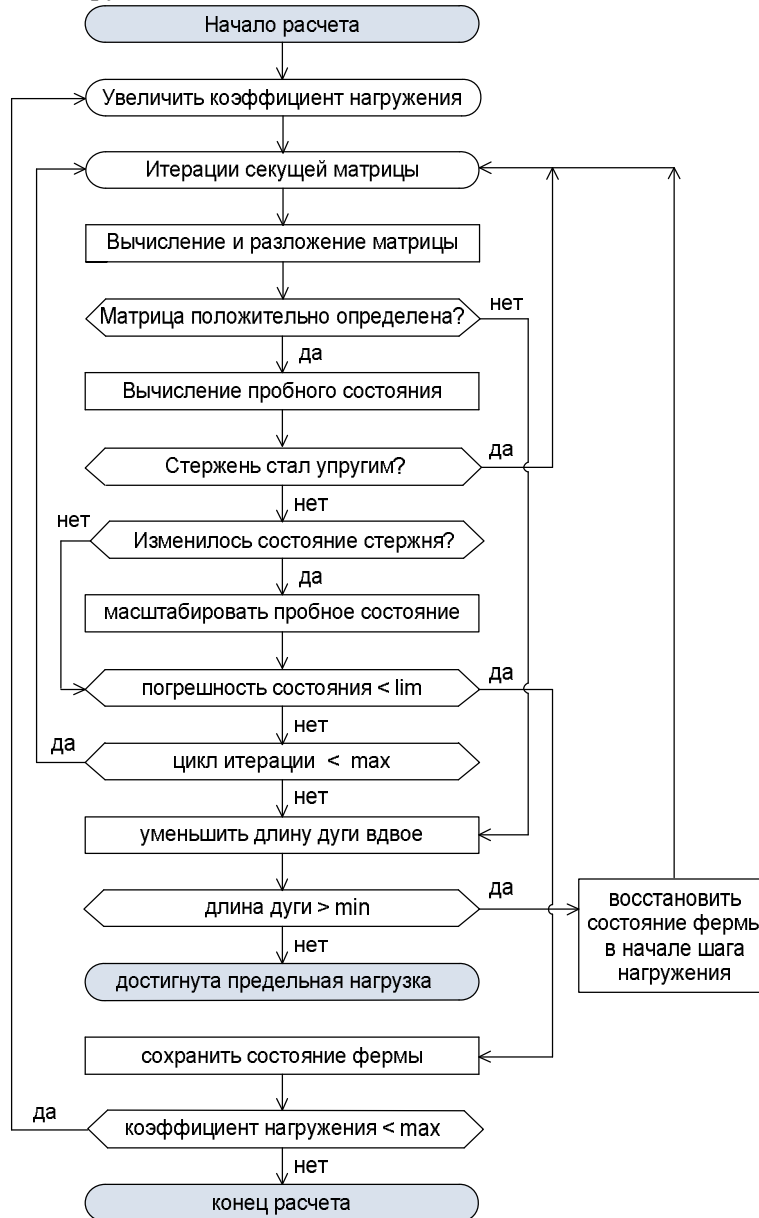 Начало расчета
Увеличить коэффициент нагружения
Итерации секущей матрицы
Вычисление и разложение матрицы
нет
Матрица положительно определена?
да
Вычисление пробного состояния
да
Стержень стал упругим?
нет
нет
Изменилось состояние стержня?
да
масштабировать пробное состояние
да
погрешность состояния < lim
нет
да
цикл итерации < max
нет
уменьшить длину дуги вдвое
да
длина дуги > min
восстановить
состояние фермы
в начале шага
нагружения
нет
достигнута предельная нагрузка
сохранить состояние фермы
да
коэффициент нагружения < max
нет
конец расчета